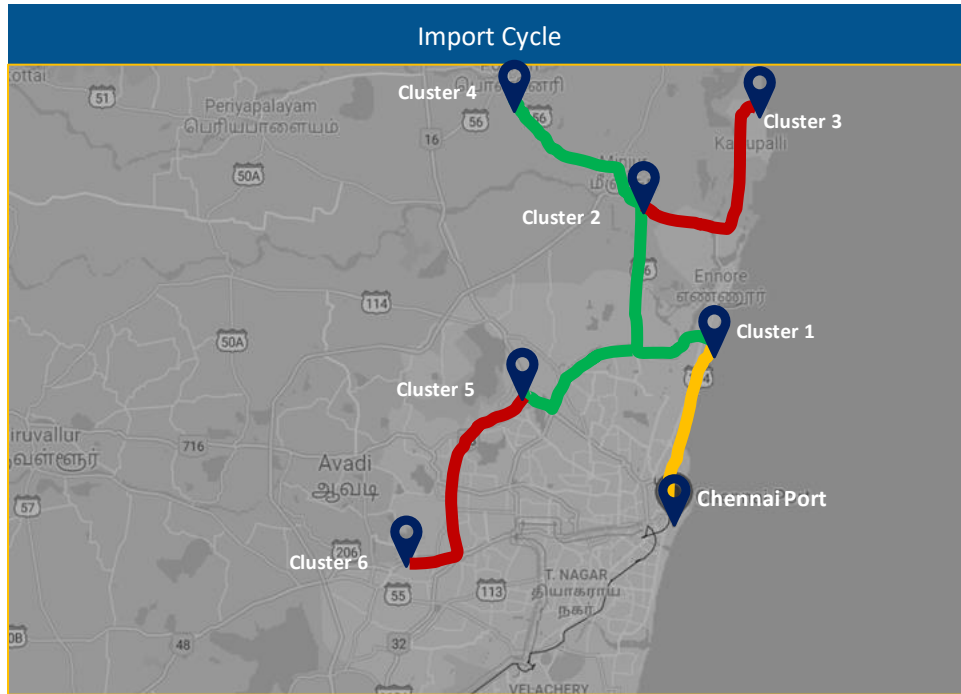 Import Cycle
Cluster 4
Cluster 3
51
Periyapalayam
பெரியபாளையம்
56
56
16
50A
Cluster 2
Ennore
எண்ணூர்
114
50A
Cluster 1
Cluster 5
716
Avadi
ஆவடி
57
Chennai Port
206
Cluster 6
T. NAGAR
தியாகராய
நகர்
55
113
32
48
VELACHERY